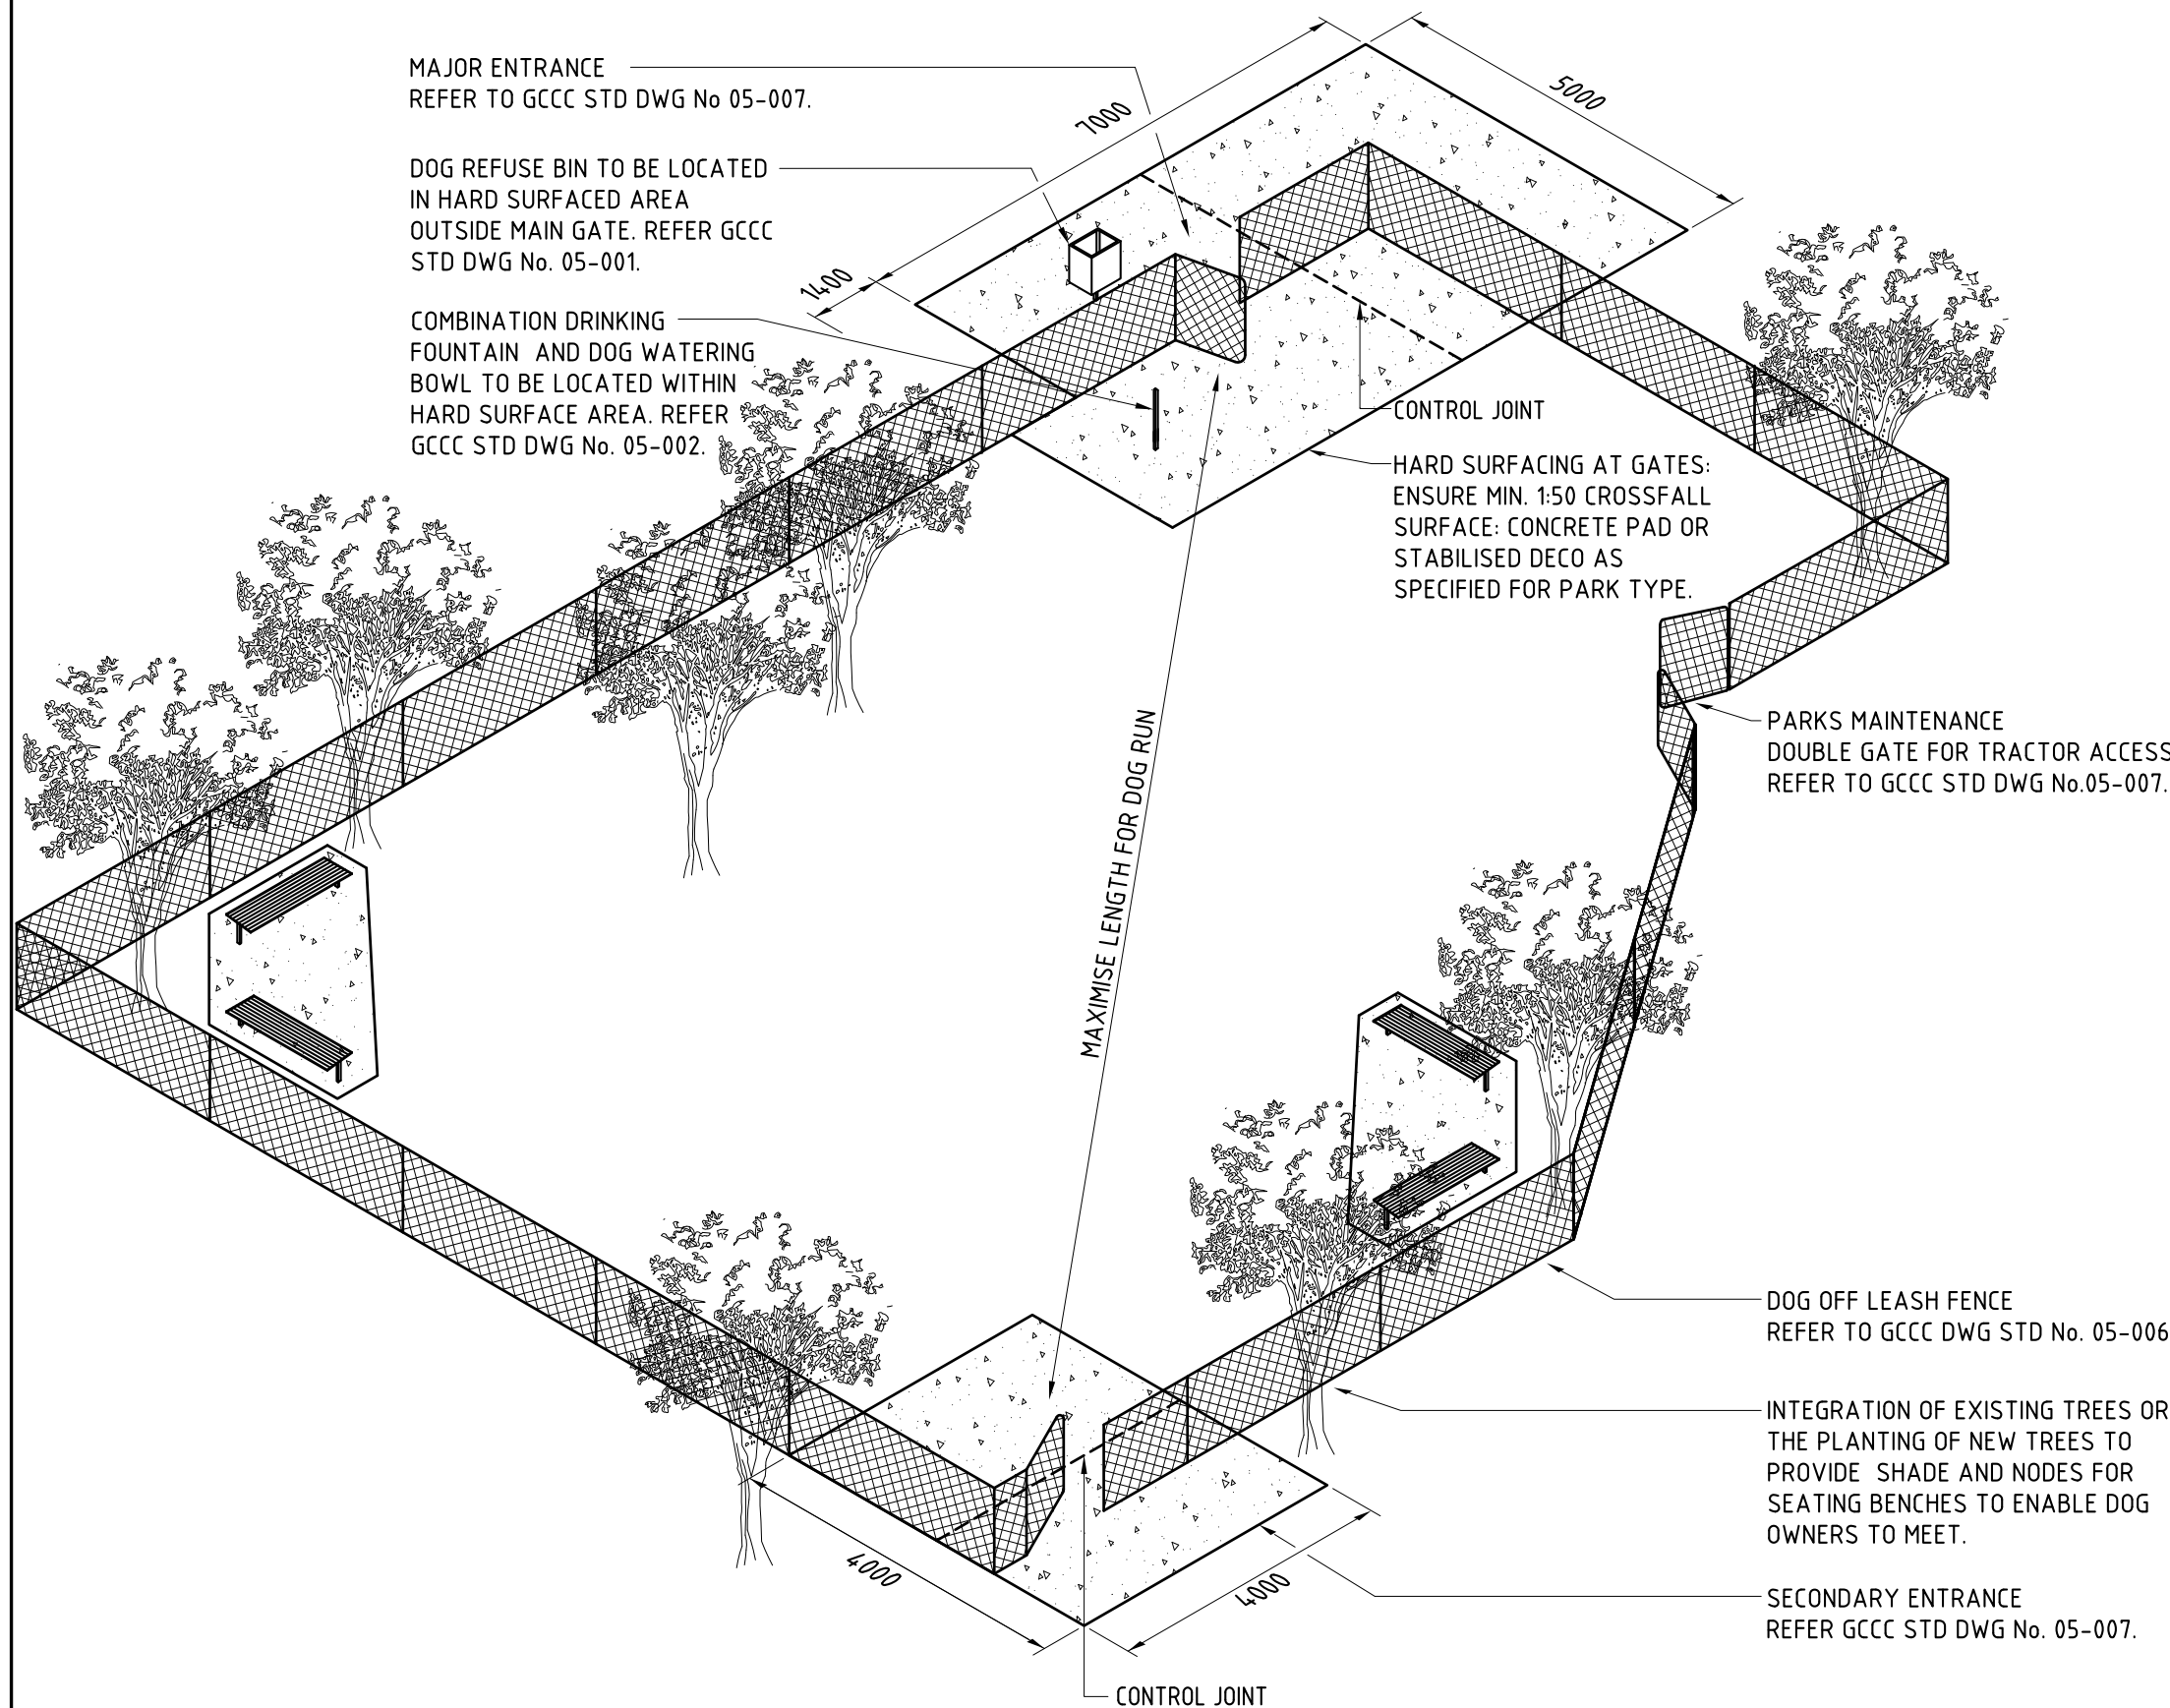 MAJOR ENTRANCE
REFER TO GCCC STD DWG No 05-007.
DOG REFUSE BIN TO BE LOCATED
IN HARD SURFACED AREA
OUTSIDE MAIN GATE. REFER GCCC
STD DWG No. 05-001.
COMBINATION DRINKING
FOUNTAIN AND DOG WATERING
BOWL TO BE LOCATED WITHIN
HARD SURFACE AREA. REFER
GCCC STD DWG No. 05-002.
7000
5000
1400
CONTROL JOINT
HARD SURFACING AT GATES:
ENSURE MIN. 1:50 CROSSFALL
SURFACE: CONCRETE PAD OR
STABILISED DECO AS
SPECIFIED FOR PARK TYPE.
PARKS MAINTENANCE
DOUBLE GATE FOR TRACTOR ACCESS
REFER TO GCCC STD DWG No.05-007.
MAXIMISE LENGTH FOR DOG RUN
DOG OFF LEASH FENCE
REFER TO GCCC DWG STD No. 05-006
INTEGRATION OF EXISTING TREES OR
THE PLANTING OF NEW TREES TO
PROVIDE SHADE AND NODES FOR
SEATING BENCHES TO ENABLE DOG
OWNERS TO MEET.
4000
4000
SECONDARY ENTRANCE
REFER GCCC STD DWG No. 05-007.
CONTROL JOINT